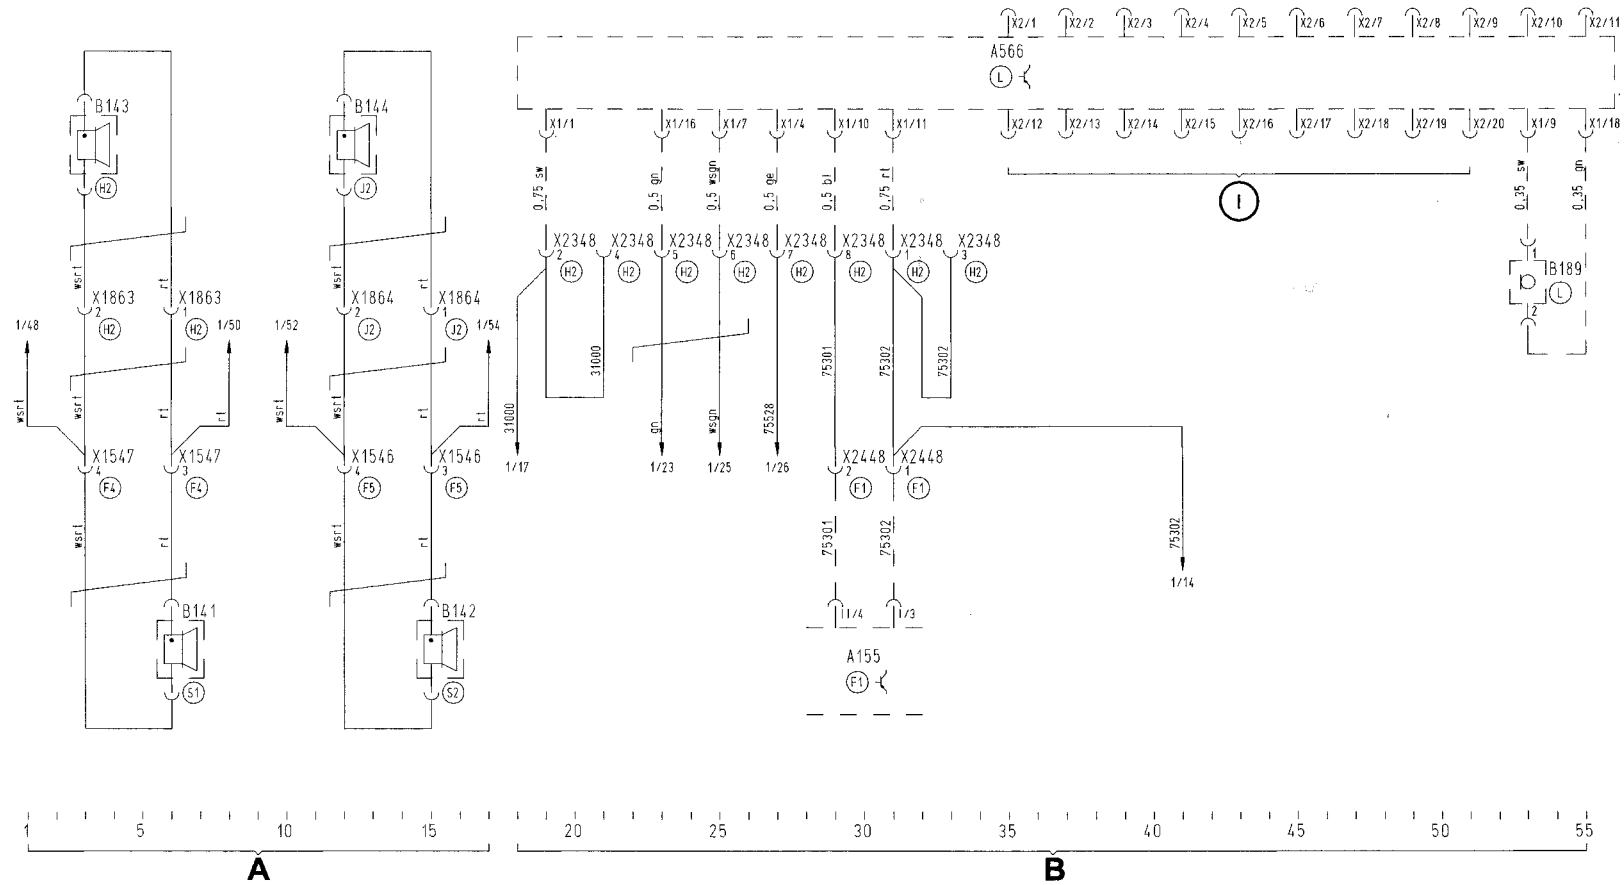 X2/1 X2/2 X2/3 X2/4 X2/5 X2/6 X2/7 X2/8 X2/9 X2/10 X2/11
A566
L
B143 B144
X1/1 X1/16 X1/7 X1/4 X1/10 X1/11 X2/12 X2/13 X2/14 X2/15 X2/16 X2/17 X2/18 X2/19 X2/20 X1/9 X1/18
H2 J2
0,75 sw 0,5 gn 0,5 wsgn 0,5 ge 0,5 bl 0,75 rt 0,35 sw 0,35 gn
I
X2348 X2348 X2348 X2348 X2348 X2348 X2348 X2348
2 4 5 6 7 8 1 3
H2 H2 H2 H2 H2 H2 H2 H2
1
B189
L
2
wsrt rt wsrt rt
X1863 X1863 X1864 X1864
2 1 2 1
1/48 H2 H2 1/50 1/52 J2 J2 1/54
31000 75301 75302 75302
wsrt wsrt rt rt wsrt wsrt rt rt
31000 gn wsgn 75528
X1547 X1547 X1546 X1546 X2448 X2448
4 3 4 3 1/17 1/23 1/25 1/26 2 1
F4 F4 F5 F5 F1 F1
wsrt rt wsrt rt 75301 75302 75302
1/14
B141 B142 1/3
A155
F1
S1 S2
1 5 10 15 20 25 30 35 40 45 50 55
A B